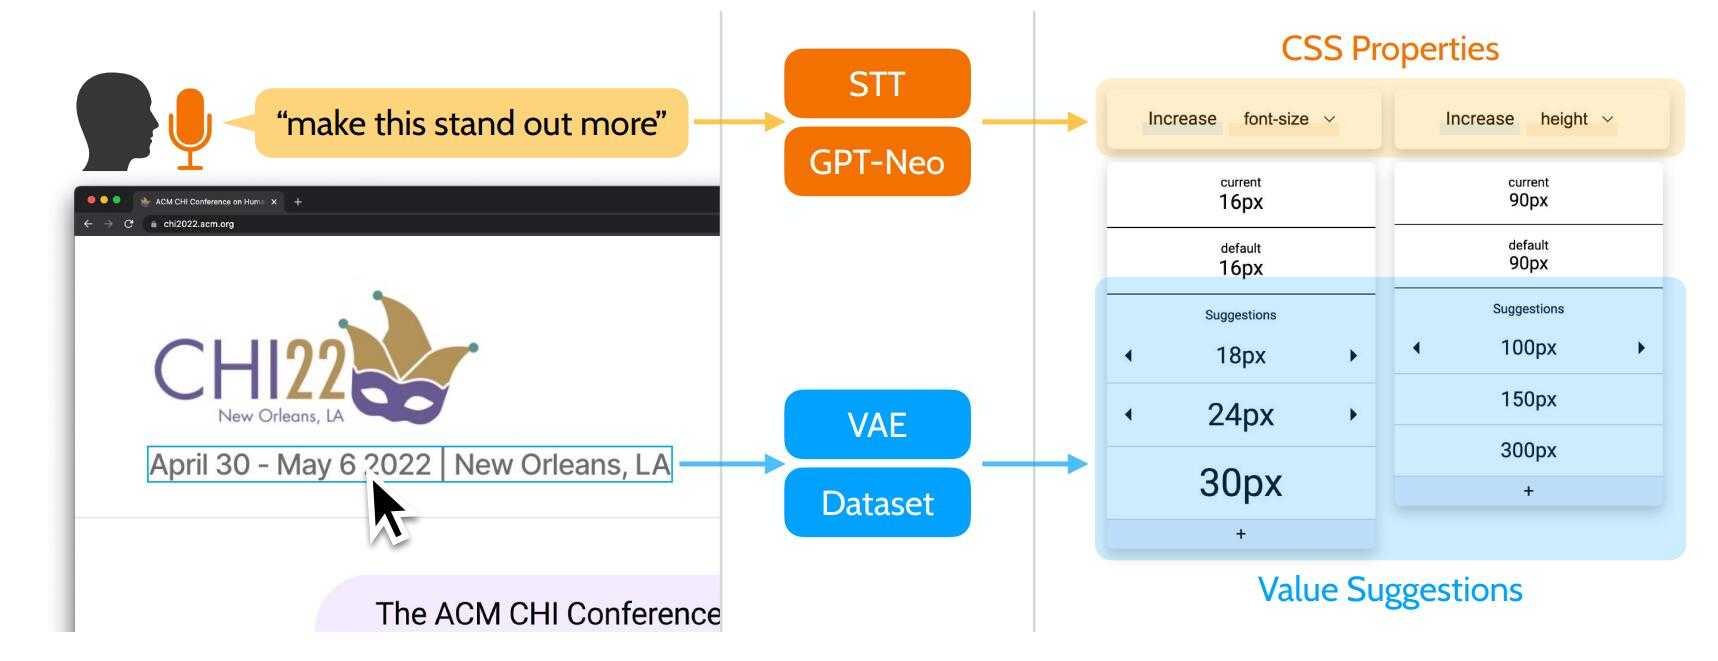 “make this stand out more”
ACM CHI Conference on Huma
chi2022.acm.org
CHI22
New Orleans, LA
April 30 - May 6 2022 | New Orleans, LA
The ACM CHI Conference
STT
GPT-Neo
VAE
Dataset
CSS Properties
Increase font-size
current
16px
default
16px
Suggestions
18px
24px
30px
+
Increase height
current
90px
default
90px
Suggestions
100px
150px
300px
+
Value Suggestions